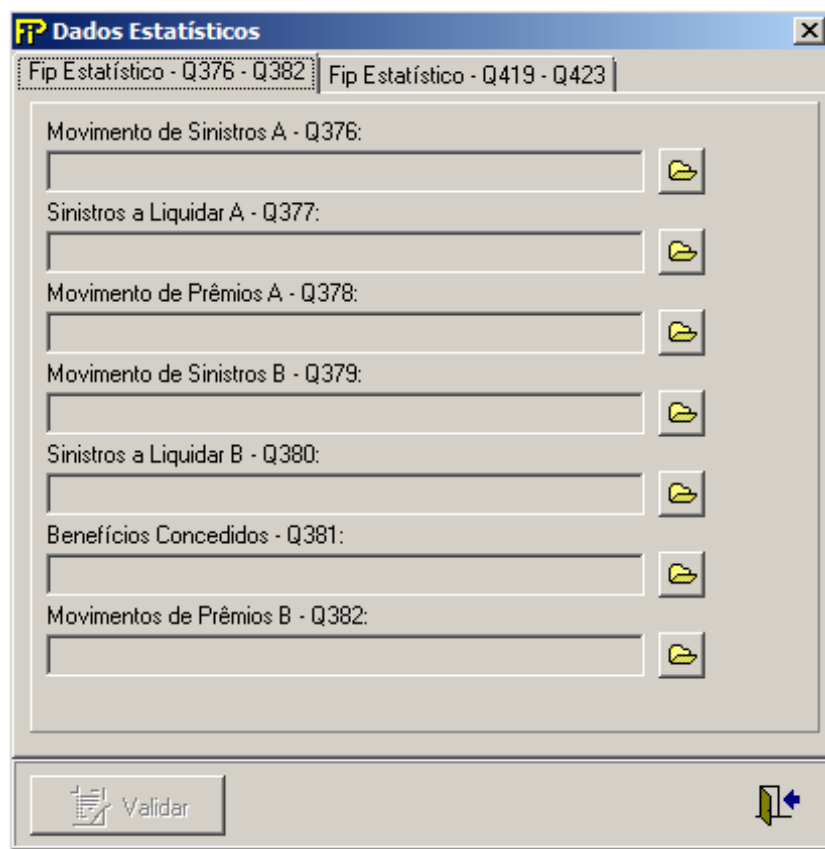 FIP Dados Estatísticos
Fip Estatístico - Q376 - Q382 Fip Estatístico - Q419 - Q423
Movimento de Sinistros A - Q376:
Sinistros a Liquidar A - Q377:
Movimento de Prêmios A - Q378:
Movimento de Sinistros B - Q379:
Sinistros a Liquidar B - Q380:
Benefícios Concedidos - Q381:
Movimentos de Prêmios B - Q382:
Validar